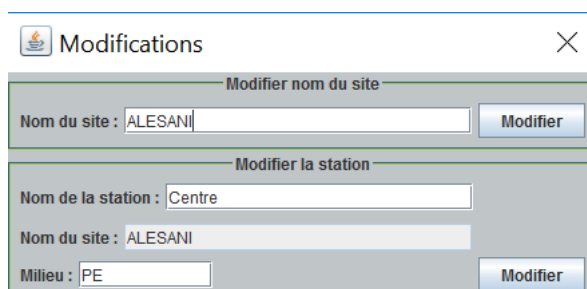 Modifications
Modifier nom du site
Nom du site : ALESANI Modifier
Modifier la station
Nom de la station : Centre
Nom du site : ALESANI
Milieu : PE Modifier